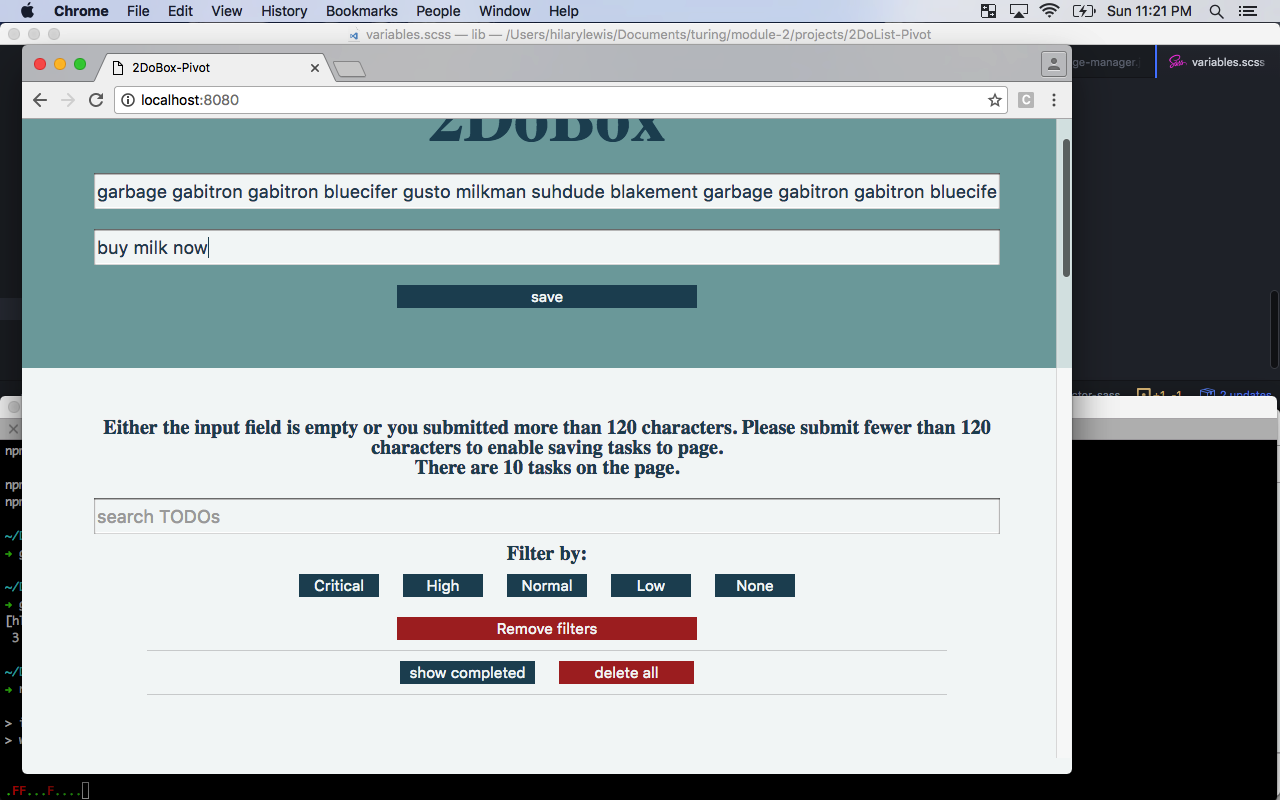 Chrome File Edit View History Bookmarks People Window Help Sun 11:21 PM
variables.scss — lib — /Users/hilarylewis/Documents/turing/module-2/projects/2DoList-Pivot
2DoBox-Pivot
variables.scss
localhost:8080
C
2DoBox
garbage gabitron gabitron bluecifer gusto milkman suhdude blakement garbage gabitron gabitron bluecife
buy milk now
save
+1, -1 2 updates
Either the input field is empty or you submitted more than 120 characters. Please submit fewer than 120
characters to enable saving tasks to page.
There are 10 tasks on the page.
search TODOs
Filter by:
Critical High Normal Low None
Remove filters
show completed delete all
.FF...F....